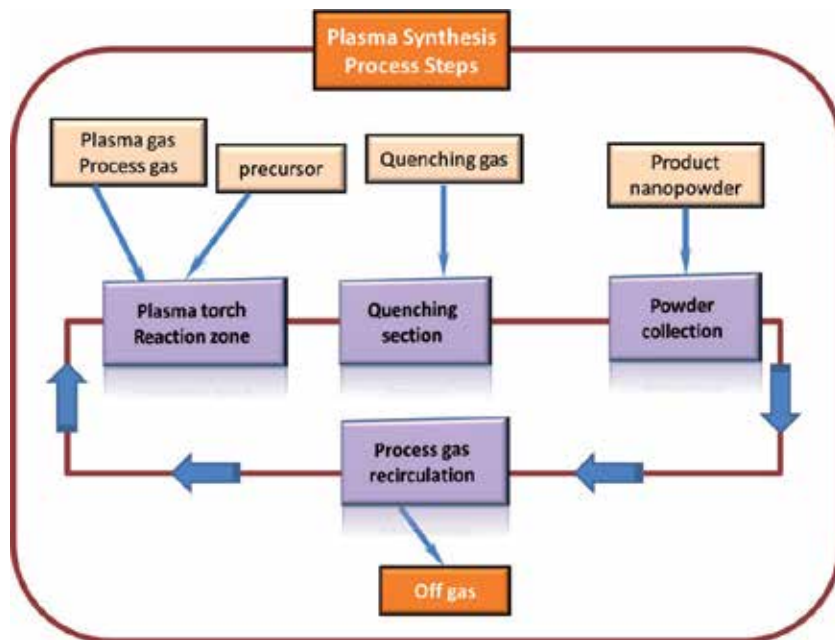 Plasma Synthesis
Process Steps
Plasma gas
Process gas
precursor
Quenching gas
Product
nanopowder
Plasma torch
Reaction zone
Quenching
section
Powder
collection
Process gas
recirculation
Off gas